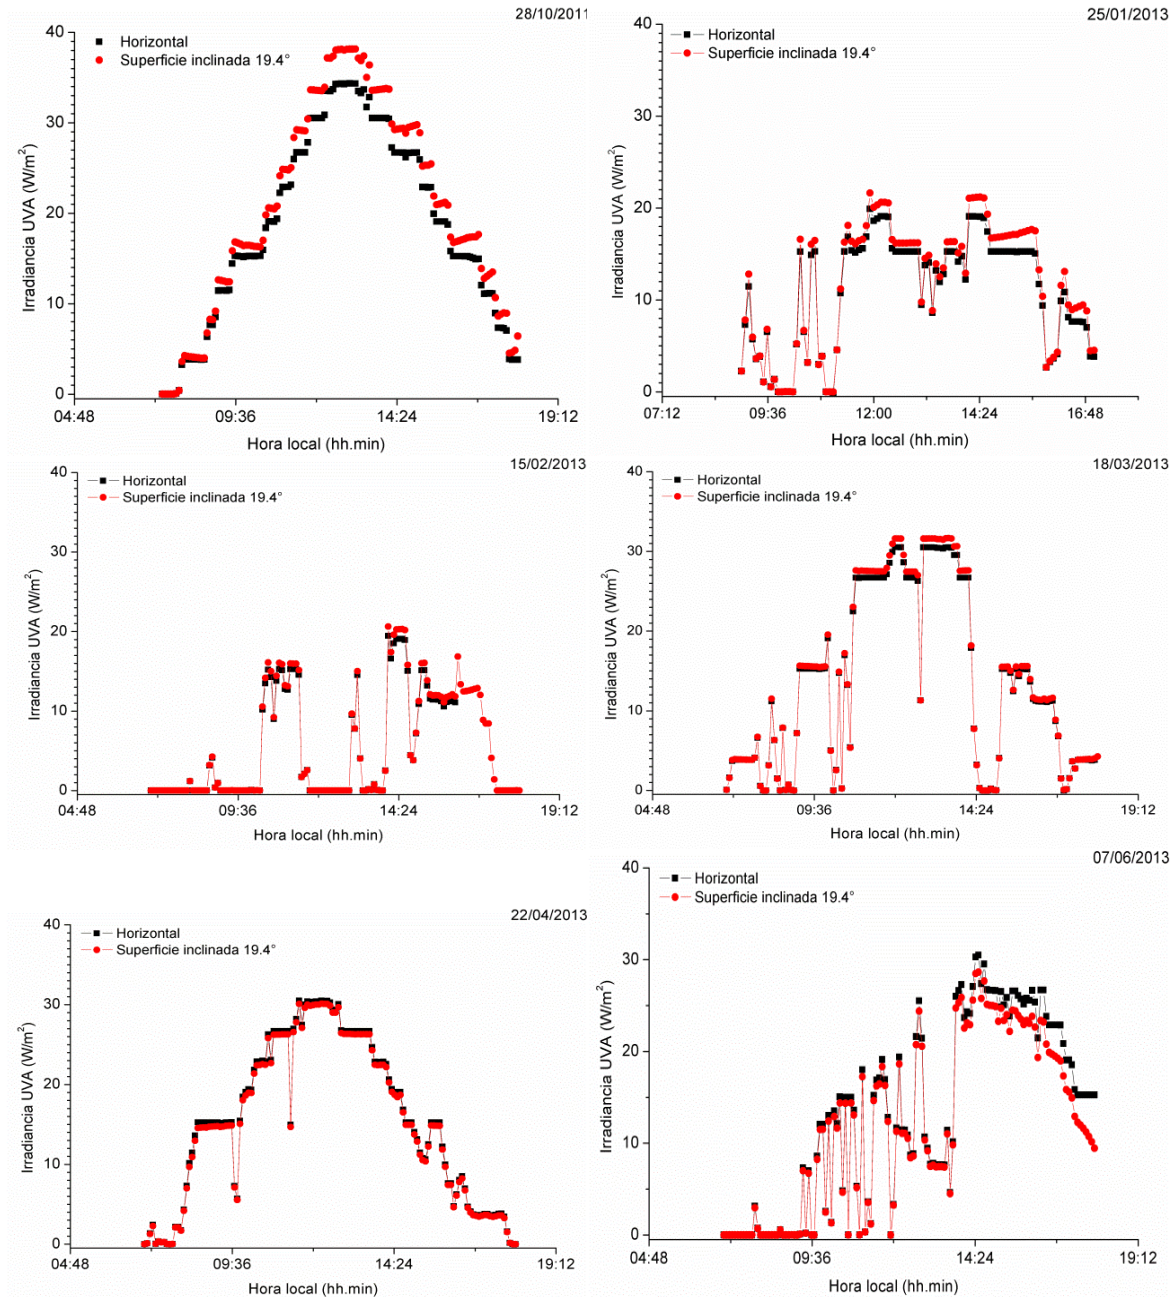 28/10/2011
Horizontal
Superficie inclinada 19.4°
Irradiancia UVA (W/m²)
40
30
20
10
0
04:48 09:36 14:24 19:12
Hora local (hh.min)
25/01/2013
Horizontal
Superficie inclinada 19.4°
Irradiancia UVA (W/m²)
40
30
20
10
0
07:12 09:36 12:00 14:24 16:48
Hora local (hh.min)
15/02/2013
Horizontal
Superficie inclinada 19.4°
Irradiancia UVA (W/m²)
40
30
20
10
0
04:48 09:36 14:24 19:12
Hora local (hh.min)
18/03/2013
Horizontal
Superficie inclinada 19.4°
Irradiancia UVA (W/m²)
40
30
20
10
0
04:48 09:36 14:24 19:12
Hora local (hh.min)
22/04/2013
Horizontal
Superficie inclinada 19.4°
Irradiancia UVA (W/m²)
40
30
20
10
0
04:48 09:36 14:24 19:12
Hora local (hh.min)
07/06/2013
Horizontal
Superficie inclinada 19.4°
Irradiancia UVA (W/m²)
40
30
20
10
0
04:48 09:36 14:24 19:12
Hora local (hh.min)